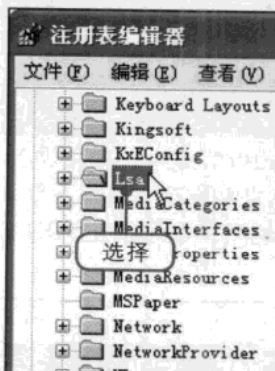 注册表编辑器
文件(F) 编辑(E) 查看(V)
Keyboard Layouts
Kingsoft
KxEConfig
Lsa
MediaCategories
MediaInterfaces
选择 roperties
MediaResources
MSPaper
Network
NetworkProvider